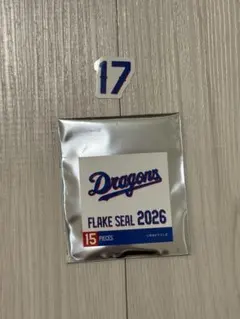 17
Dragons
FLAKE SEAL 2026
15 PIECES